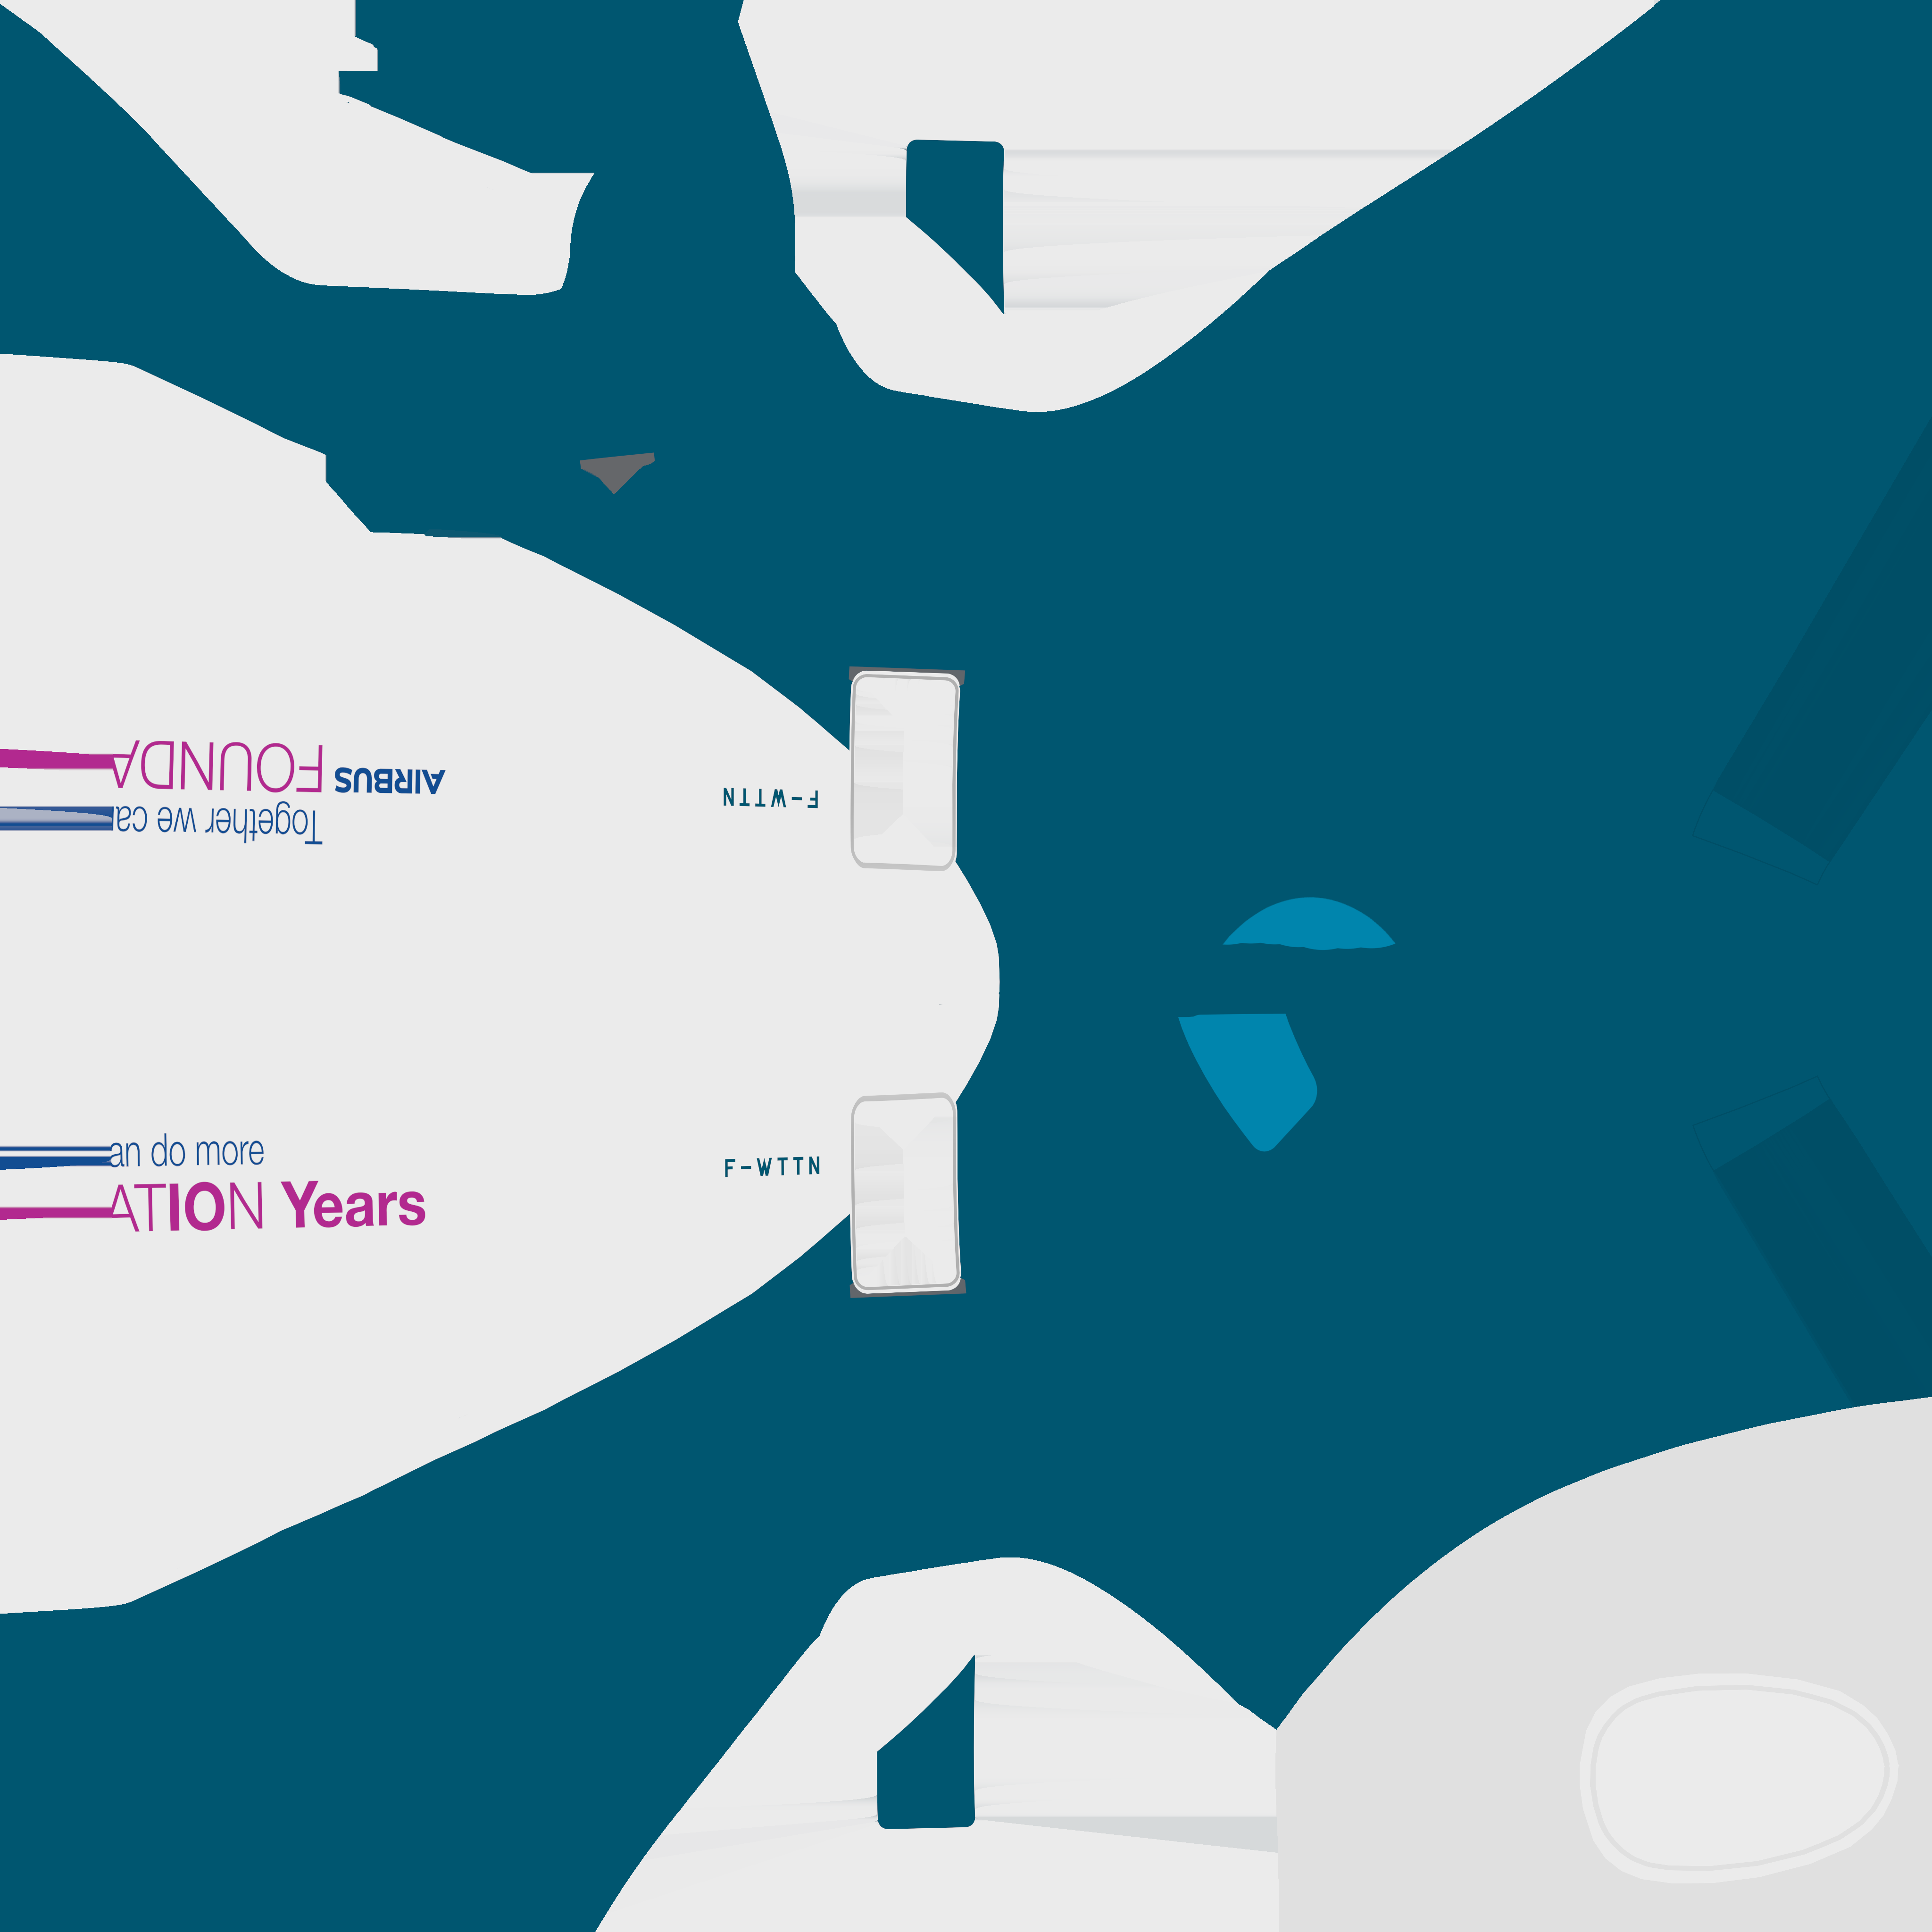 AIRBUS FOUNDA
Together we ca
F-WTTN
an do more
F-WTTN
ATION Years